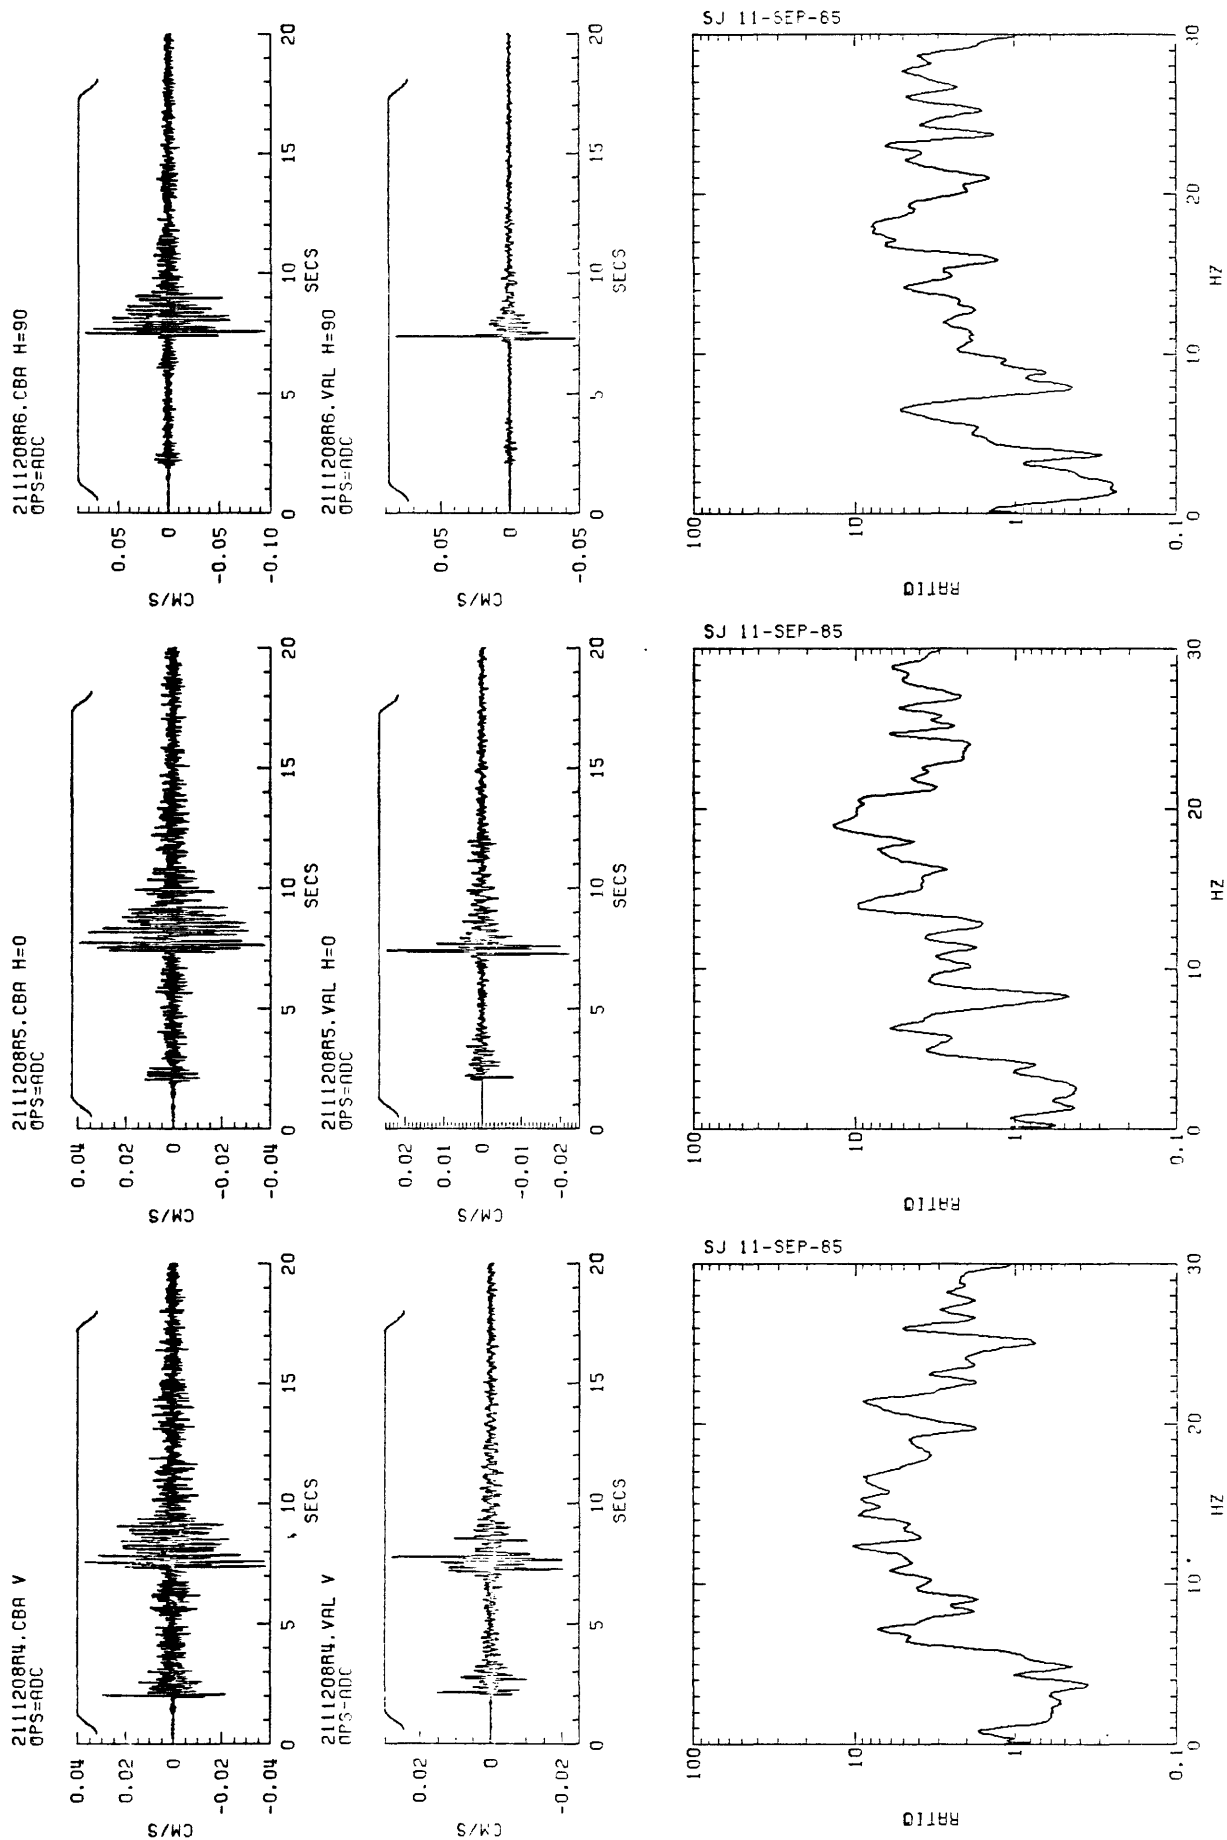 2111208R4.CBA V
OPS=ADC
CM/S
0.04
0.02
0
-0.02
-0.04
0
5
10
15
20
SECS
2111208R5.CBA H=0
OPS=ADC
CM/S
0.04
0.02
0
-0.02
-0.04
0
5
10
15
20
SECS
2111208R6.CBA H=90
OPS=ADC
CM/S
0.05
0
-0.05
-0.10
0
5
10
15
20
SECS
2111208R4.VAL V
OPS=ADC
CM/S
0.02
0
-0.02
0
5
10
15
20
SECS
2111208R5.VAL H=0
OPS=ADC
CM/S
0.02
0.01
0
-0.01
-0.02
0
5
10
15
20
SECS
2111208R6.VAL H=90
OPS=ADC
CM/S
0.05
0
-0.05
0
5
10
15
20
SECS
SJ 11-SEP-85
RATIO
100
10
1
0.1
0
10
20
30
HZ
SJ 11-SEP-85
RATIO
100
10
1
0.1
0
10
20
30
HZ
SJ 11-SEP-85
RATIO
100
10
1
0.1
0
10
20
30
HZ